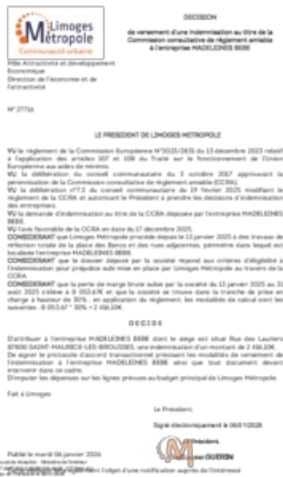 Limoges
Métropole
Communauté urbaine
DECISION
de versement d'une indemnisation au titre de la
Commission consultative de règlement amiable
à l'entreprise MADELEINES BEBE
Pôle Attractivité et développement
Economique
Direction de l'économie et de
l'attractivité
N° 27716
LE PRESIDENT DE LIMOGES METROPOLE
VU le règlement de la Commission Européenne N°2023/2831 du 13 décembre 2023 relatif
à l'application des articles 107 et 108 du Traité sur le fonctionnement de l'Union
Européenne aux aides de minimis.
VU la délibération du conseil communautaire du 3 octobre 2017 approuvant la
pérennisation de la Commission consultative de règlement amiable (CCRA).
VU la délibération n°7.3 du conseil communautaire du 19 février 2025 modifiant le
règlement de la CCRA et autorisant le Président à prendre les décisions d'indemnisation
des entreprises.
VU la demande d'indemnisation au titre de la CCRA déposée par l'entreprise MADELEINES
BEBE.
VU l'avis favorable de la CCRA en date du 17 décembre 2025.
CONSIDERANT que Limoges Métropole procède depuis le 13 janvier 2025 à des travaux de
réfection totale de la place des Bancs et des rues adjacentes, périmètre dans lequel est
localisée l'entreprise MADELEINES BEBE
CONSIDERANT que le dossier déposé par la société répond aux critères d'éligibilité à
l'indemnisation pour préjudice subi mise en place par Limoges Métropole au travers de la
CCRA.
CONSIDERANT que la perte de marge brute subie par la société du 13 janvier 2025 au 31
août 2025 s'élève à 8 053,67€ et que la société se trouve dans la tranche de prise en
charge à hauteur de 30% ; en application du règlement, les modalités de calcul sont les
suivantes : 8 053,67 * 30% = 2 416,10€.
D E C I D E
D'attribuer à l'entreprise MADELEINES BEBE dont le siège est situé Rue des Lauriers
87800 SAINT-MAURICE-LES-BROUSSES, une indemnisation d'un montant de 2 416,10€.
De signer le protocole d'accord transactionnel précisant les modalités de versement de
l'indemnisation à l'entreprise MADELEINES BEBE ainsi que tout document devant
intervenir dans ce cadre.
D'imputer les dépenses sur les lignes prévues au budget principal de Limoges Métropole.
Fait à Limoges
Le Président,
Signé électroniquement le 06/01/2026
Le Président
GUERIN
Publié le mardi 06 janvier 2026
l'objet d'une notification auprès de l'intéressé